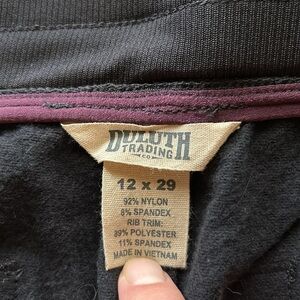 DULUTH
TRADING
CO
12 x 29
92% NYLON
8% SPANDEX
RIB TRIM:
89% POLYESTER
11% SPANDEX
MADE IN VIETNAM